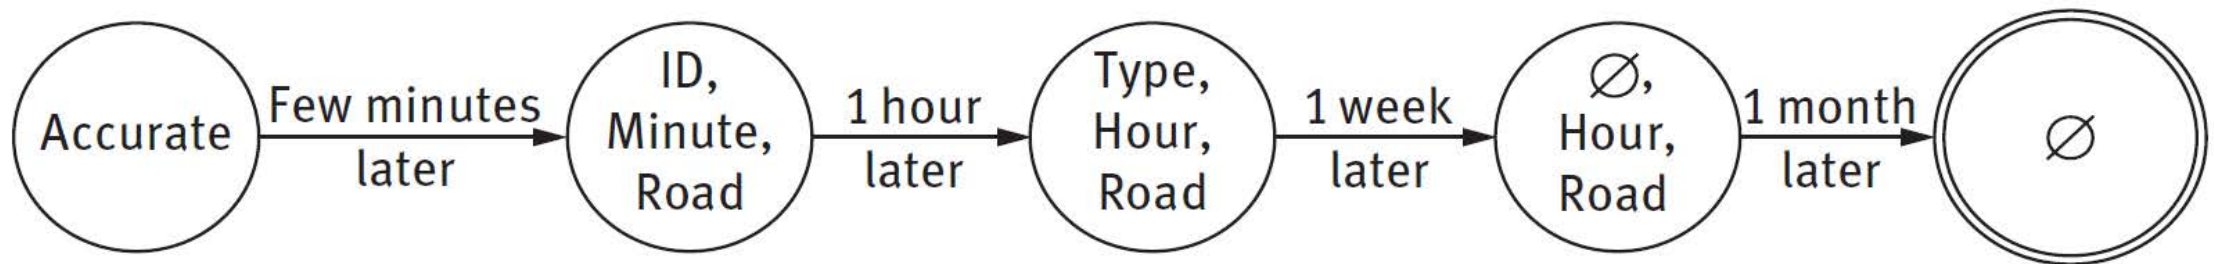 Accurate
Few minutes
later
ID,
Minute,
Road
1 hour
later
Type,
Hour,
Road
1 week
later
∅,
Hour,
Road
1 month
later
∅